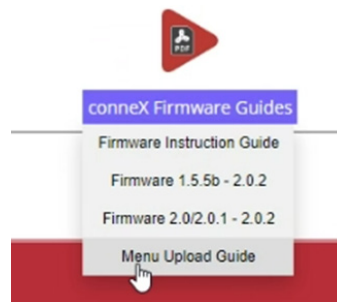 PDF
conneX Firmware Guides
Firmware Instruction Guide
Firmware 1.5.5b - 2.0.2
Firmware 2.0/2.0.1 - 2.0.2
Menu Upload Guide